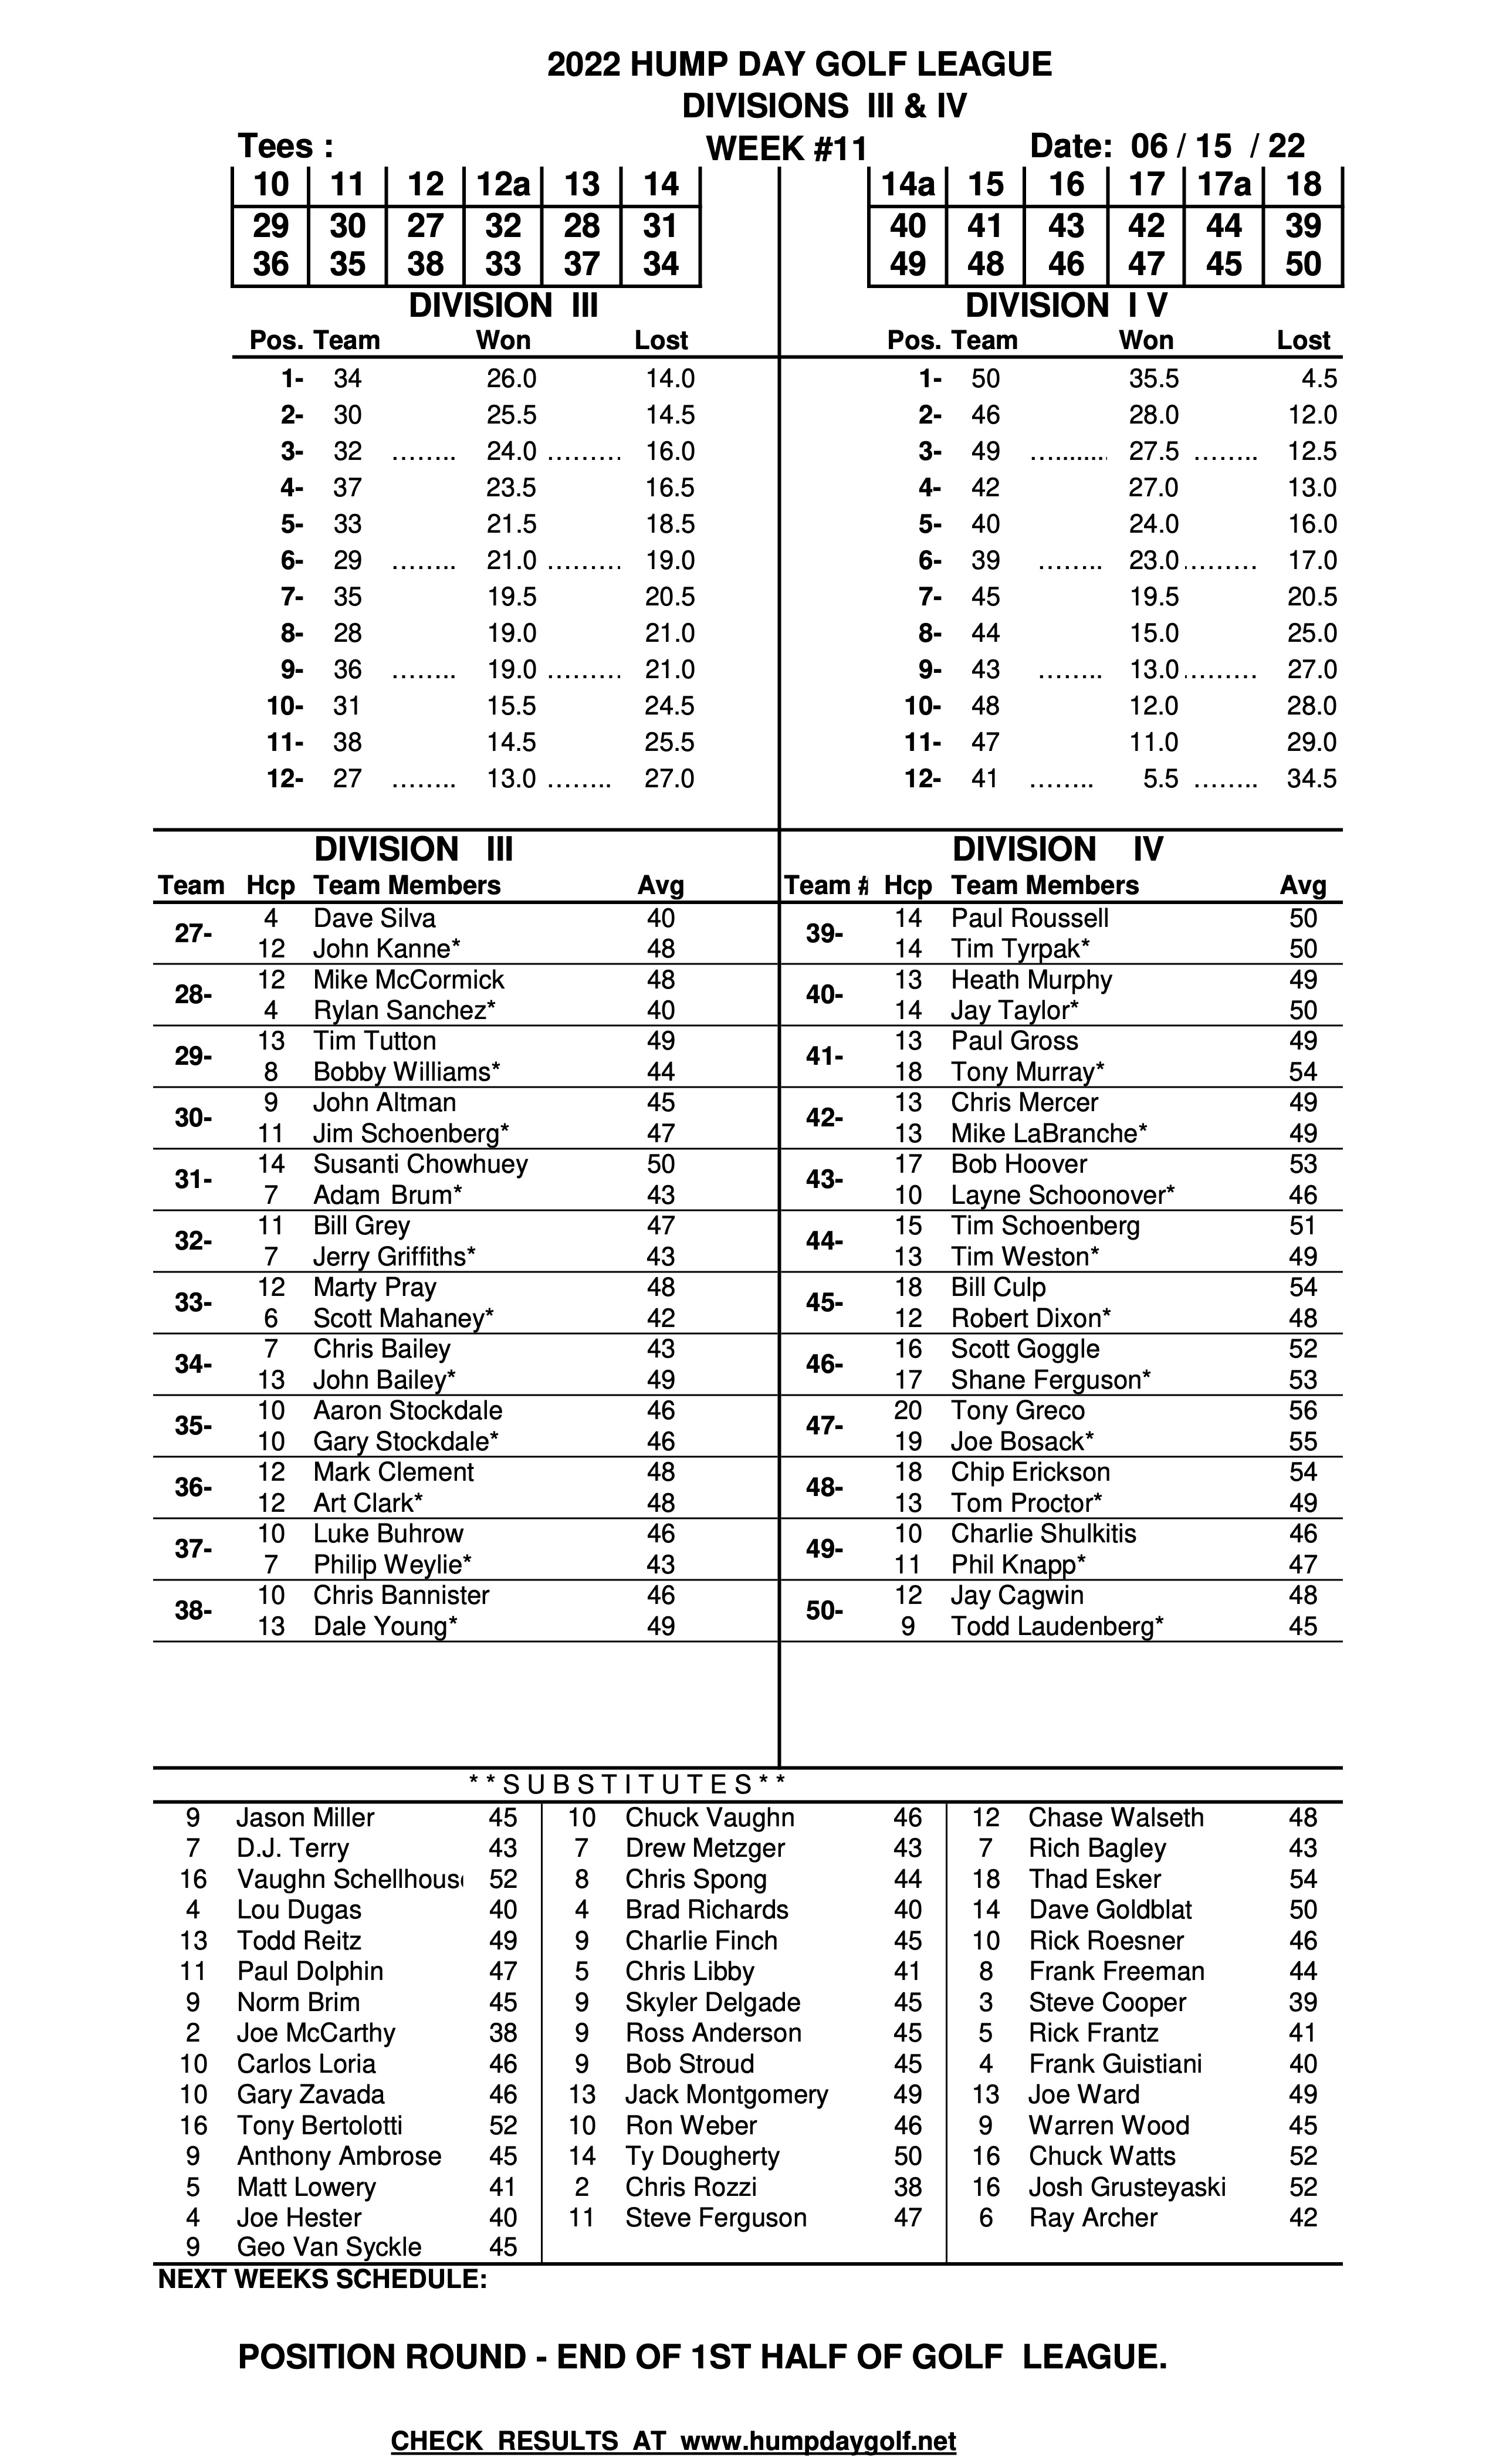 2022 HUMP DAY GOLF LEAGUE
DIVISIONS III & IV
Tees : WEEK #11 Date: 06 / 15 / 22
10 11 12 12a 13 14 14a 15 16 17 17a 18
29 30 27 32 28 31 40 41 43 42 44 39
36 35 38 33 37 34 49 48 46 47 45 50
DIVISION III DIVISION I V
Pos. Team Won Lost Pos. Team Won Lost
1- 34 26.0 14.0 1- 50 35.5 4.5
2- 30 25.5 14.5 2- 46 28.0 12.0
3- 32 ........ 24.0 ......... 16.0 3- 49 .......... 27.5 ........ 12.5
4- 37 23.5 16.5 4- 42 27.0 13.0
5- 33 21.5 18.5 5- 40 24.0 16.0
6- 29 ........ 21.0 ......... 19.0 6- 39 ........ 23.0 ......... 17.0
7- 35 19.5 20.5 7- 45 19.5 20.5
8- 28 19.0 21.0 8- 44 15.0 25.0
9- 36 ........ 19.0 ......... 21.0 9- 43 ........ 13.0 ......... 27.0
10- 31 15.5 24.5 10- 48 12.0 28.0
11- 38 14.5 25.5 11- 47 11.0 29.0
12- 27 ........ 13.0 ........ 27.0 12- 41 ........ 5.5 ........ 34.5
DIVISION III DIVISION IV
Team Hcp Team Members Avg Team # Hcp Team Members Avg
27- 4 Dave Silva 40 39- 14 Paul Roussell 50
12 John Kanne* 48 14 Tim Tyrpak* 50
28- 12 Mike McCormick 48 40- 13 Heath Murphy 49
4 Rylan Sanchez* 40 14 Jay Taylor* 50
29- 13 Tim Tutton 49 41- 13 Paul Gross 49
8 Bobby Williams* 44 18 Tony Murray* 54
30- 9 John Altman 45 42- 13 Chris Mercer 49
11 Jim Schoenberg* 47 13 Mike LaBranche* 49
31- 14 Susanti Chowhuey 50 43- 17 Bob Hoover 53
7 Adam Brum* 43 10 Layne Schoonover* 46
32- 11 Bill Grey 47 44- 15 Tim Schoenberg 51
7 Jerry Griffiths* 43 13 Tim Weston* 49
33- 12 Marty Pray 48 45- 18 Bill Culp 54
6 Scott Mahaney* 42 12 Robert Dixon* 48
34- 7 Chris Bailey 43 46- 16 Scott Goggle 52
13 John Bailey* 49 17 Shane Ferguson* 53
35- 10 Aaron Stockdale 46 47- 20 Tony Greco 56
10 Gary Stockdale* 46 19 Joe Bosack* 55
36- 12 Mark Clement 48 48- 18 Chip Erickson 54
12 Art Clark* 48 13 Tom Proctor* 49
37- 10 Luke Buhrow 46 49- 10 Charlie Shulkitis 46
7 Philip Weylie* 43 11 Phil Knapp* 47
38- 10 Chris Bannister 46 50- 12 Jay Cagwin 48
13 Dale Young* 49 9 Todd Laudenberg* 45
* * S U B S T I T U T E S * *
9 Jason Miller 45 10 Chuck Vaughn 46 12 Chase Walseth 48
7 D.J. Terry 43 7 Drew Metzger 43 7 Rich Bagley 43
16 Vaughn Schellhous 52 8 Chris Spong 44 18 Thad Esker 54
4 Lou Dugas 40 4 Brad Richards 40 14 Dave Goldblat 50
13 Todd Reitz 49 9 Charlie Finch 45 10 Rick Roesner 46
11 Paul Dolphin 47 5 Chris Libby 41 8 Frank Freeman 44
9 Norm Brim 45 9 Skyler Delgade 45 3 Steve Cooper 39
2 Joe McCarthy 38 9 Ross Anderson 45 5 Rick Frantz 41
10 Carlos Loria 46 9 Bob Stroud 45 4 Frank Guistiani 40
10 Gary Zavada 46 13 Jack Montgomery 49 13 Joe Ward 49
16 Tony Bertolotti 52 10 Ron Weber 46 9 Warren Wood 45
9 Anthony Ambrose 45 14 Ty Dougherty 50 16 Chuck Watts 52
5 Matt Lowery 41 2 Chris Rozzi 38 16 Josh Grusteyaski 52
4 Joe Hester 40 11 Steve Ferguson 47 6 Ray Archer 42
9 Geo Van Syckle 45
NEXT WEEKS SCHEDULE:
POSITION ROUND - END OF 1ST HALF OF GOLF LEAGUE.
CHECK RESULTS AT www.humpdaygolf.net